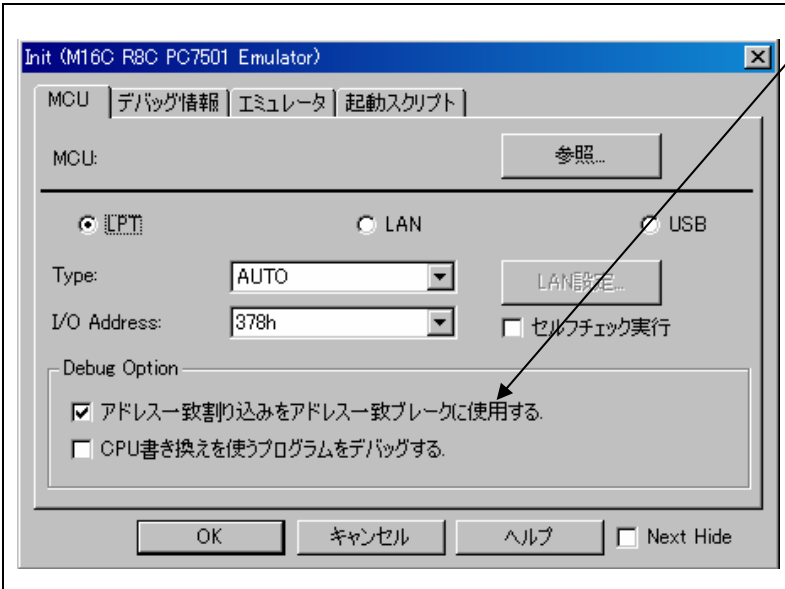 Init (M16C R8C PC7501 Emulator)
MCU デバッグ情報 エミュレータ 起動スクリプト
MCU: 参照...
LPT LAN USB
Type: AUTO LAN設定...
I/O Address: 378h セルフチェック実行
Debug Option
アドレス一致割り込みをアドレス一致ブレークに使用する.
CPU書き換えを使うプログラムをデバッグする.
OK キャンセル ヘルプ Next Hide